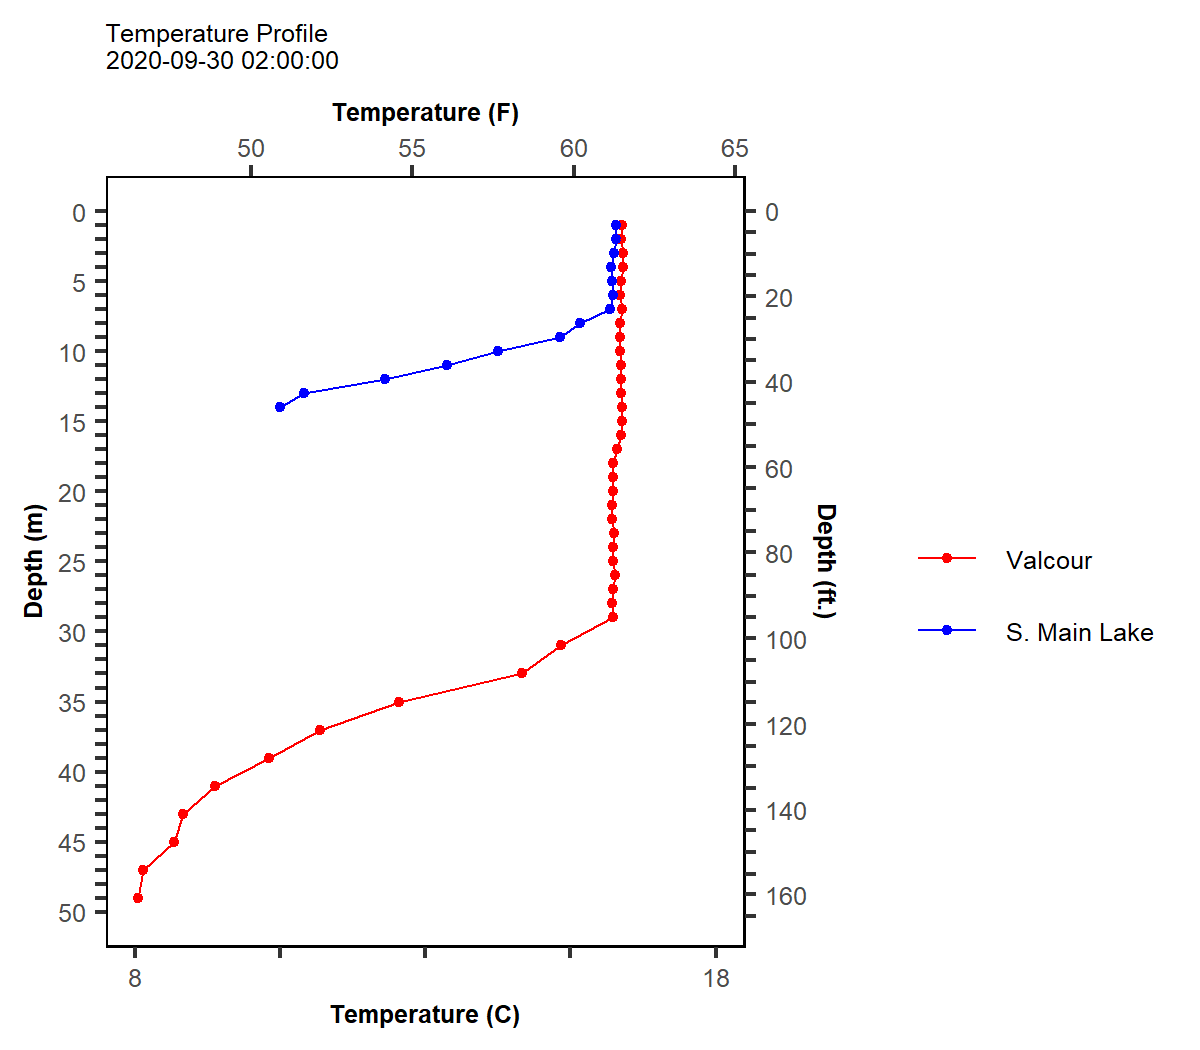 Temperature Profile
2020-09-30 02:00:00
Temperature (F)
50 55 60 65
0 0
5
20
10
40
15
60
20
80
25
100
30
35
120
40
140
45
160
50
Depth (m)
Depth (ft.)
Valcour
S. Main Lake
8 18
Temperature (C)